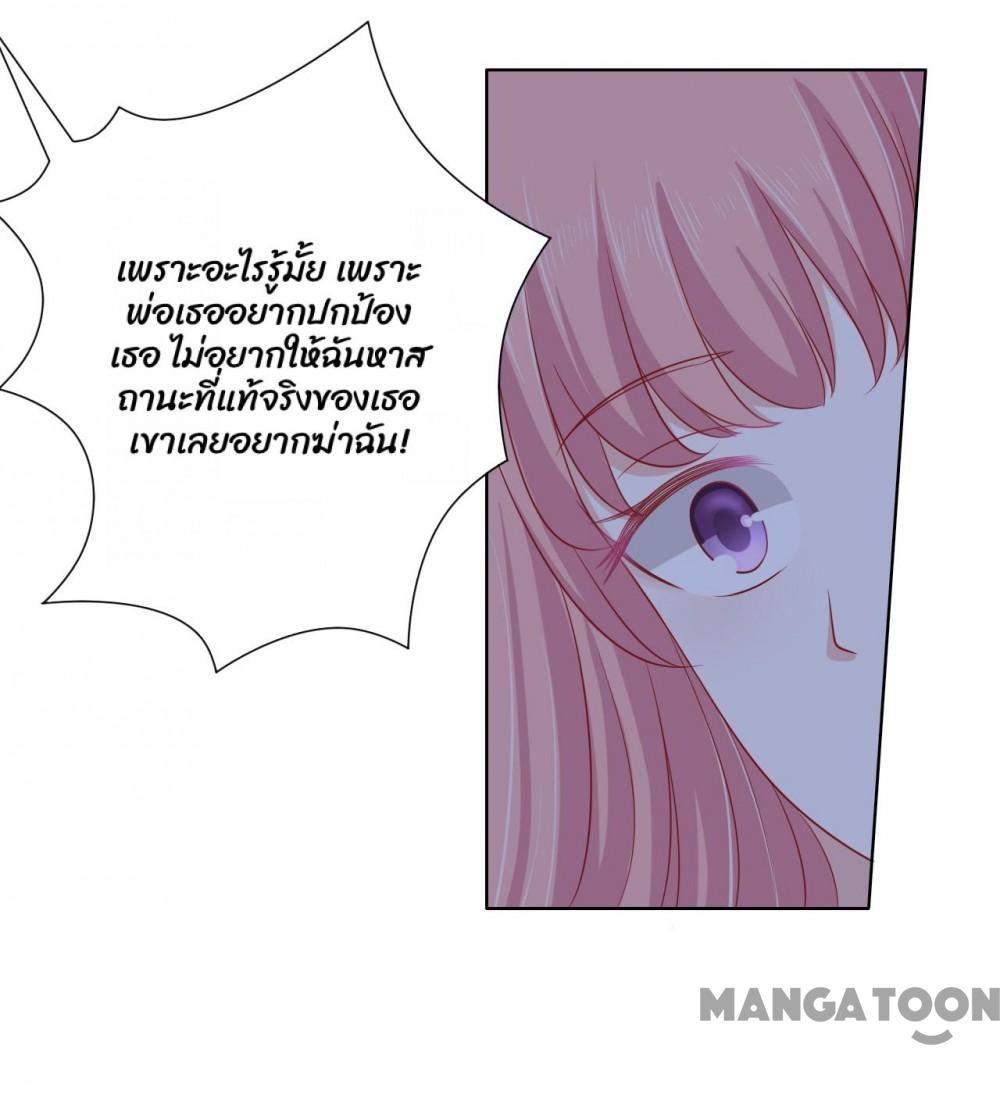 เพราะอะไรรู้มั้ย เพราะ
พ่อเธออยากปกป้อง
เธอ ไม่อยากให้ฉันหาส
ถานะที่แท้จริงของเธอ
เขาเลยอยากฆ่าฉัน!
MANGATOON